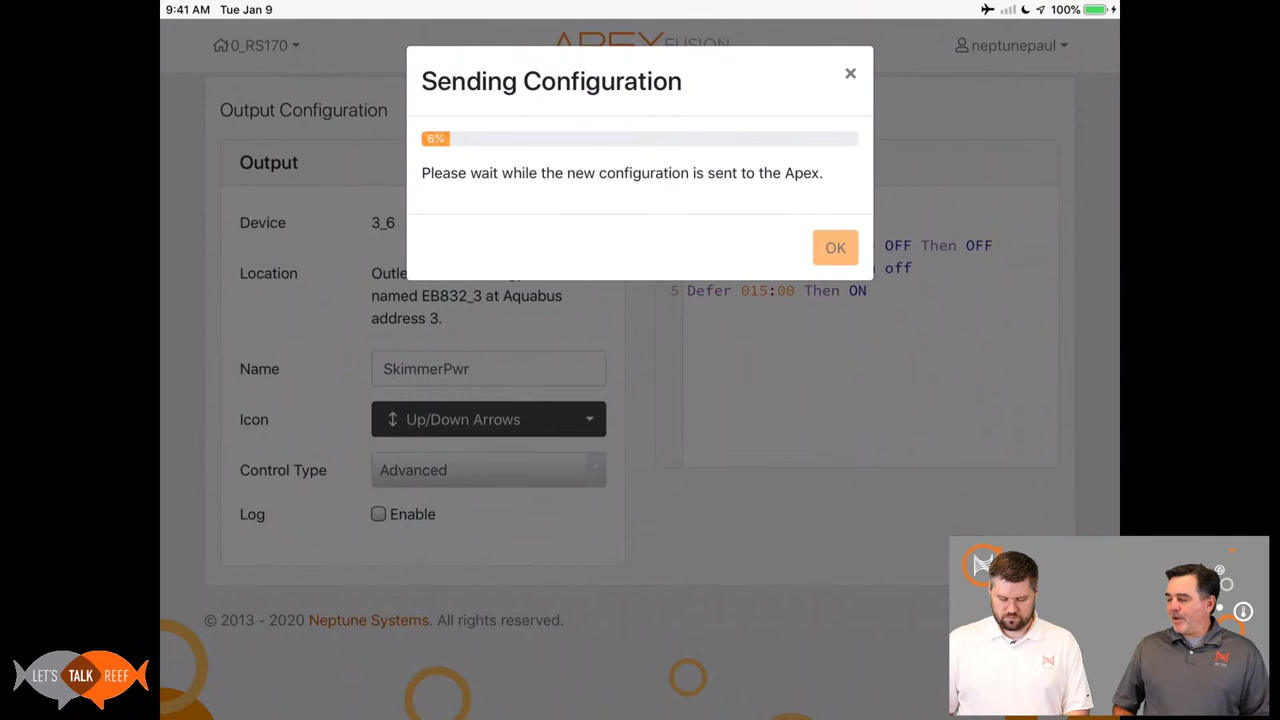 9:41 AM Tue Jan 9 100%
0_RS170 APEX FUSION neptunepaul
Sending Configuration ×
6%
Please wait while the new configuration is sent to the Apex.
OK
Output Configuration
Output
Device 3_6
Location
named EB832_3 at Aquabus
address 3.
Name SkimmerPwr
Icon Up/Down Arrows
Control Type Advanced
Log Enable
OFF Then OFF
off
5 Defer 015:00 Then ON
© 2013 - 2020 Neptune Systems. All rights reserved.
LET'S TALK REEF